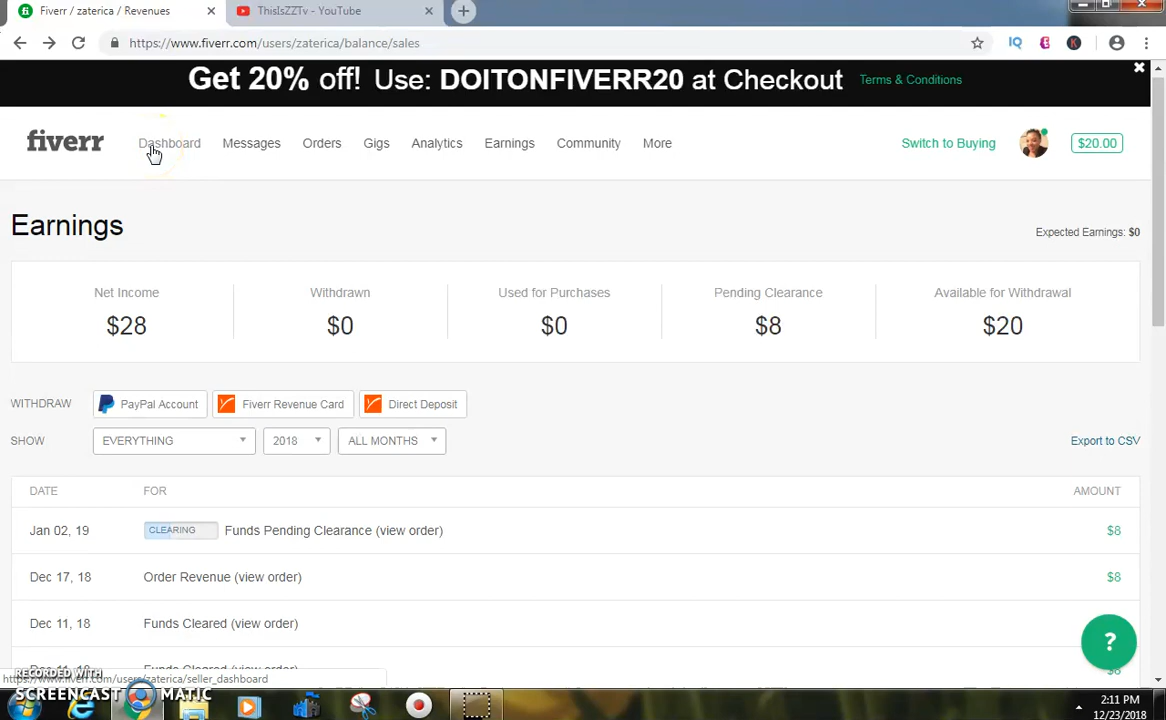 Fiverr / zaterica / Revenues
ThisIsZZTv - YouTube
https://www.fiverr.com/users/zaterica/balance/sales
Get 20% off! Use: DOITONFIVERR20 at Checkout Terms & Conditions
fiverr Dashboard Messages Orders Gigs Analytics Earnings Community More Switch to Buying $20.00
Earnings
Expected Earnings: $0
Net Income Withdrawn Used for Purchases Pending Clearance Available for Withdrawal
$28 $0 $0 $8 $20
WITHDRAW PayPal Account Fiverr Revenue Card Direct Deposit
SHOW EVERYTHING 2018 ALL MONTHS Export to CSV
DATE FOR AMOUNT
Jan 02, 19 CLEARING Funds Pending Clearance (view order) $8
Dec 17, 18 Order Revenue (view order) $8
Dec 11, 18 Funds Cleared (view order)
?
RECORDED WITH
https://www.fiverr.com/users/zaterica/seller_dashboard
SCREENCAST MATIC
2:11 PM
12/23/2018